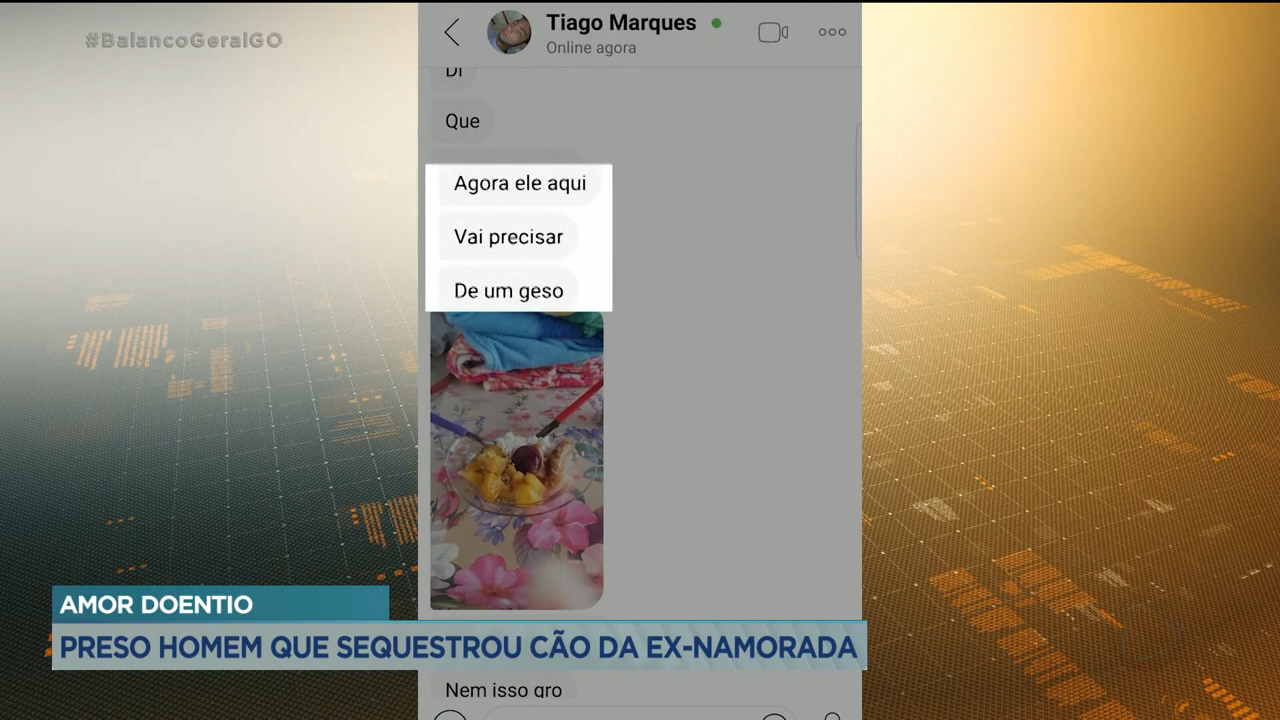 #BalancoGeralGO
Tiago Marques
Online agora
DI
Que
Agora ele aqui
Vai precisar
De um geso
AMOR DOENTIO
PRESO HOMEM QUE SEQUESTROU CÃO DA EX-NAMORADA
Nem isso gro